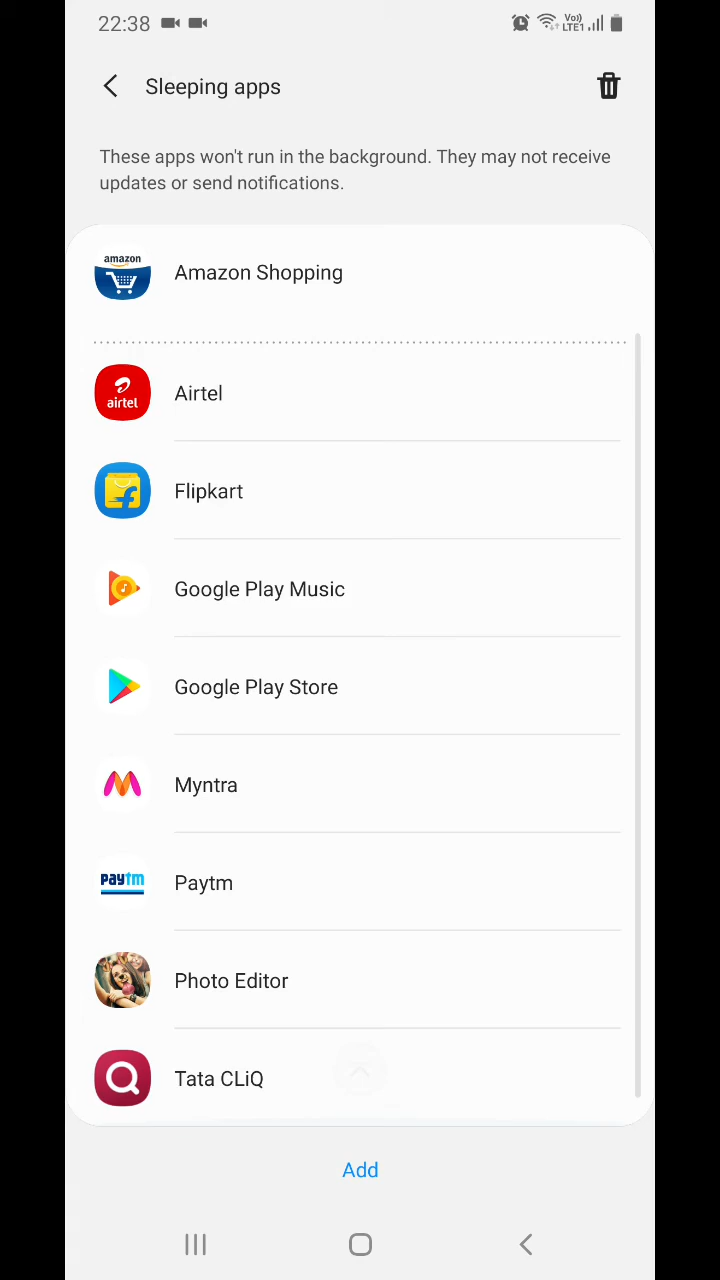 22:38
Vo)
LTE1
Sleeping apps
These apps won't run in the background. They may not receive
updates or send notifications.
amazon
Amazon Shopping
airtel
Airtel
Flipkart
Google Play Music
Google Play Store
Myntra
paytm
Paytm
Photo Editor
Tata CLiQ
Add